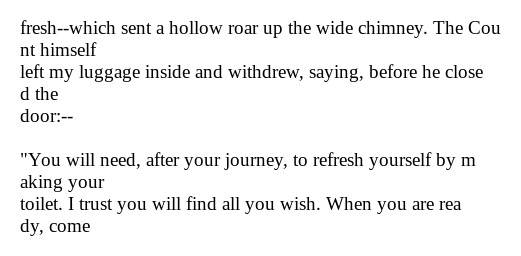 fresh--which sent a hollow roar up the wide chimney. The Cou
nt himself
left my luggage inside and withdrew, saying, before he close
d the
door:--

"You will need, after your journey, to refresh yourself by m
aking your
toilet. I trust you will find all you wish. When you are rea
dy, come